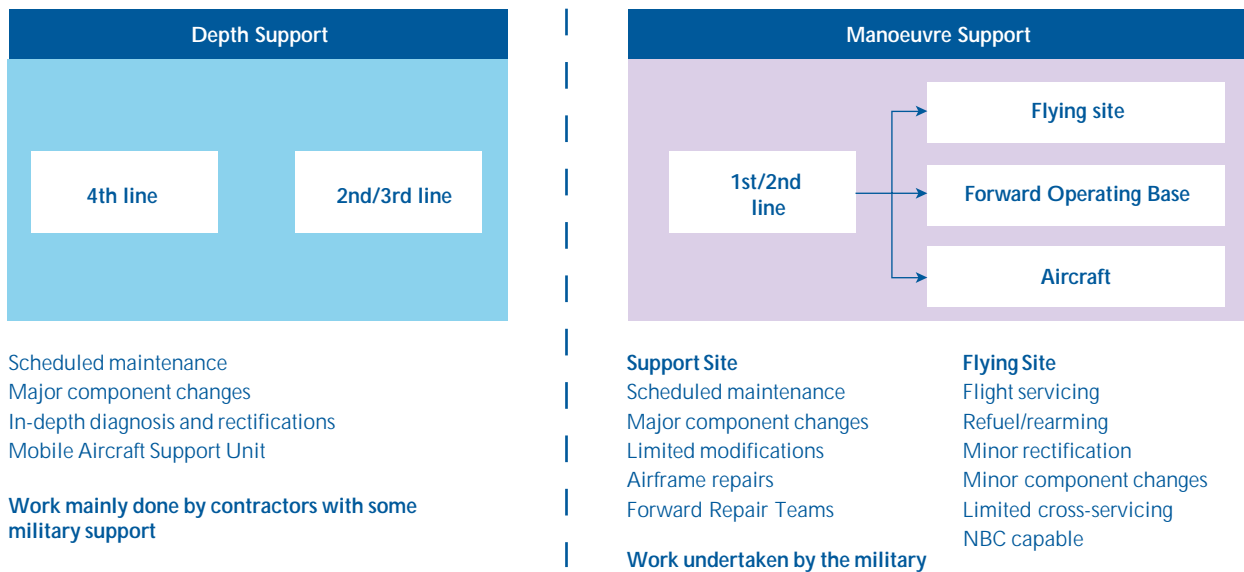 Depth Support
4th line
2nd/3rd line
Scheduled maintenance
Major component changes
In-depth diagnosis and rectifications
Mobile Aircraft Support Unit
Work mainly done by contractors with some
military support
Manoeuvre Support
1st/2nd
line
Flying site
Forward Operating Base
Aircraft
Support Site
Scheduled maintenance
Major component changes
Limited modifications
Airframe repairs
Forward Repair Teams
Work undertaken by the military
Flying Site
Flight servicing
Refuel/rearming
Minor rectification
Minor component changes
Limited cross-servicing
NBC capable